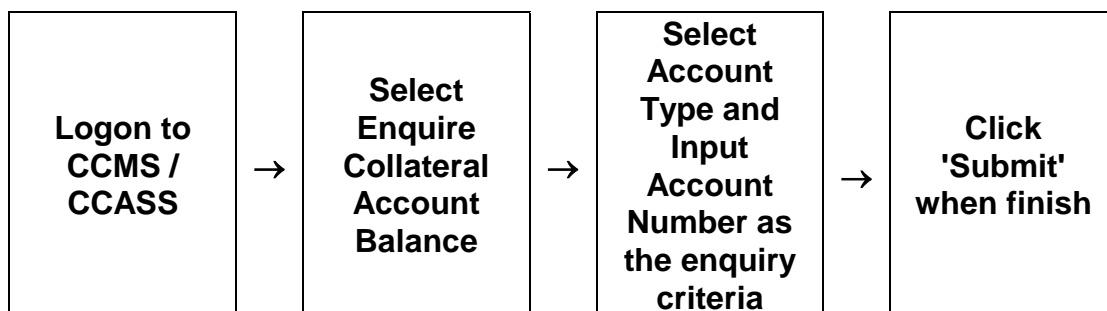 Logon to
CCMS /
CCASS
→
Select
Enquire
Collateral
Account
Balance
→
Select
Account
Type and
Input
Account
Number as
the enquiry
criteria
→
Click
'Submit'
when finish